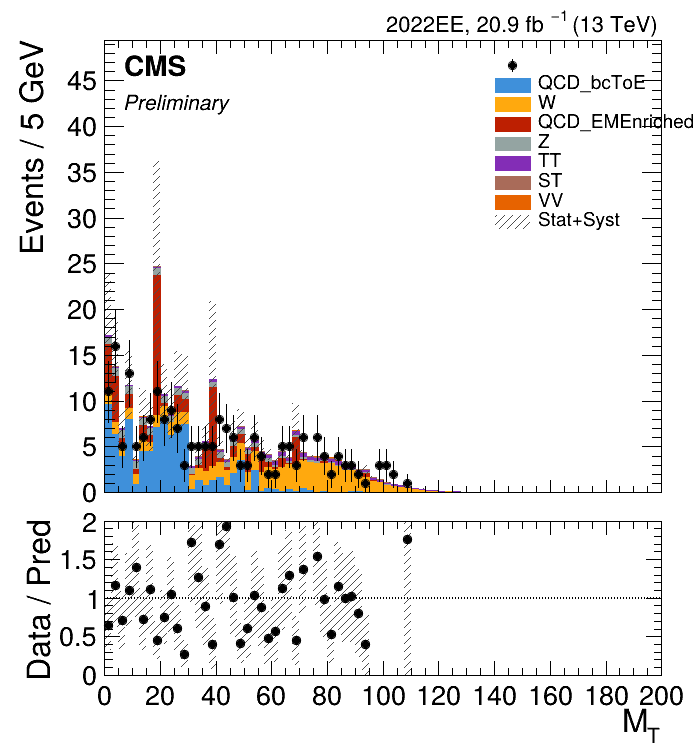 2022EE, 20.9 fb⁻¹ (13 TeV)
CMS
Preliminary
QCD_bcToE
W
QCD_EMEnriched
Z
TT
ST
VV
Stat+Syst
Events / 5 GeV
45
40
35
30
25
20
15
10
5
0
Data / Pred
2
1.5
1
0.5
0
0 20 40 60 80 100 120 140 160 180 200
M_T